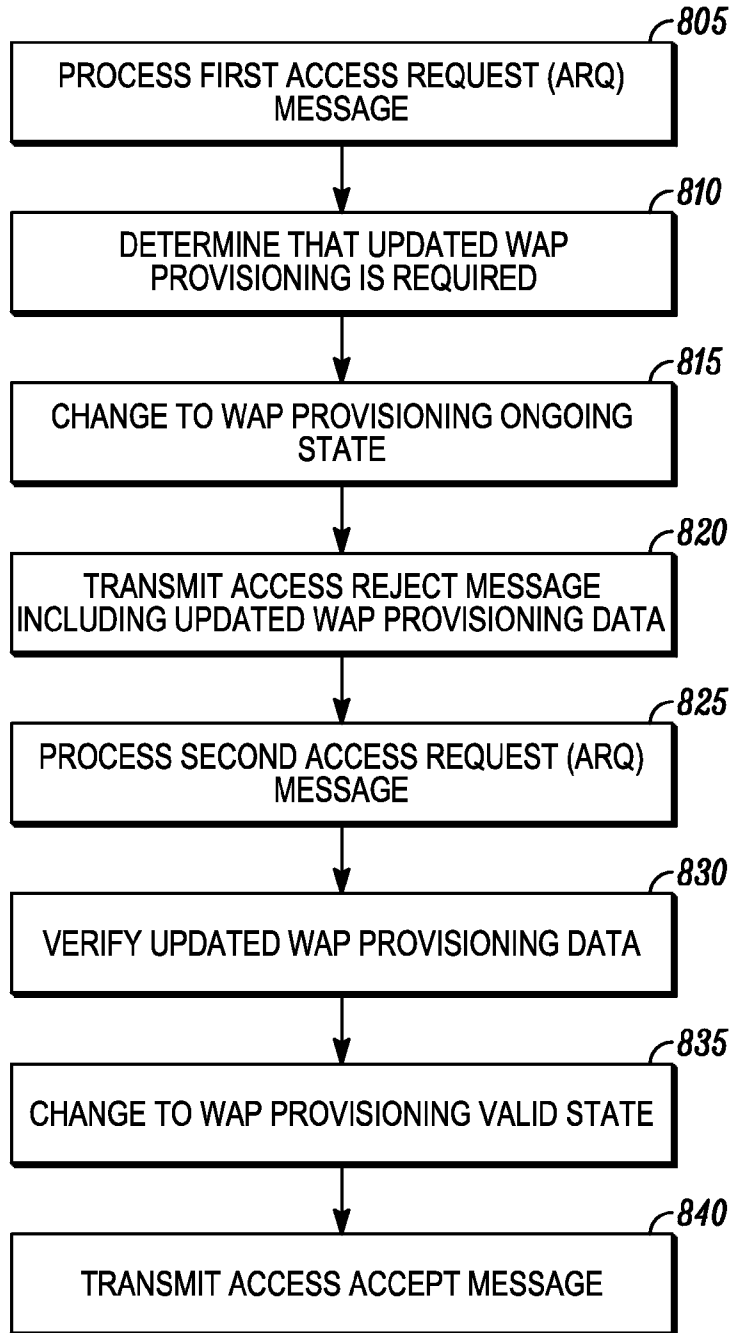 805
PROCESS FIRST ACCESS REQUEST (ARQ)
MESSAGE
810
DETERMINE THAT UPDATED WAP
PROVISIONING IS REQUIRED
815
CHANGE TO WAP PROVISIONING ONGOING
STATE
820
TRANSMIT ACCESS REJECT MESSAGE
INCLUDING UPDATED WAP PROVISIONING DATA
825
PROCESS SECOND ACCESS REQUEST (ARQ)
MESSAGE
830
VERIFY UPDATED WAP PROVISIONING DATA
835
CHANGE TO WAP PROVISIONING VALID STATE
840
TRANSMIT ACCESS ACCEPT MESSAGE